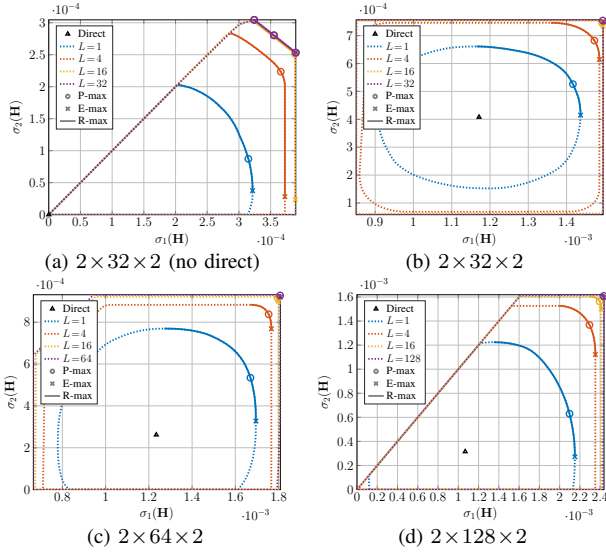 ·10⁻⁴
3
2.5
2
1.5
1
0.5
0
σ₂(H)
Direct
L=1
L=4
L=16
L=32
P-max
E-max
R-max
0 0.5 1 1.5 2 2.5 3 3.5
σ₁(H) ·10⁻⁴
(a) 2×32×2 (no direct)
·10⁻⁴
7
6
5
4
3
2
1
σ₂(H)
Direct
L=1
L=4
L=16
L=32
P-max
E-max
R-max
0.9 1 1.1 1.2 1.3 1.4
σ₁(H) ·10⁻³
(b) 2×32×2
·10⁻⁴
8
6
4
2
0
σ₂(H)
Direct
L=1
L=4
L=16
L=64
P-max
E-max
R-max
0.8 1 1.2 1.4 1.6 1.8
σ₁(H) ·10⁻³
(c) 2×64×2
·10⁻³
1.6
1.4
1.2
1
0.8
0.6
0.4
0.2
0
σ₂(H)
Direct
L=1
L=4
L=16
L=128
P-max
E-max
R-max
0 0.2 0.4 0.6 0.8 1 1.2 1.4 1.6 1.8 2 2.2 2.4
σ₁(H) ·10⁻³
(d) 2×128×2